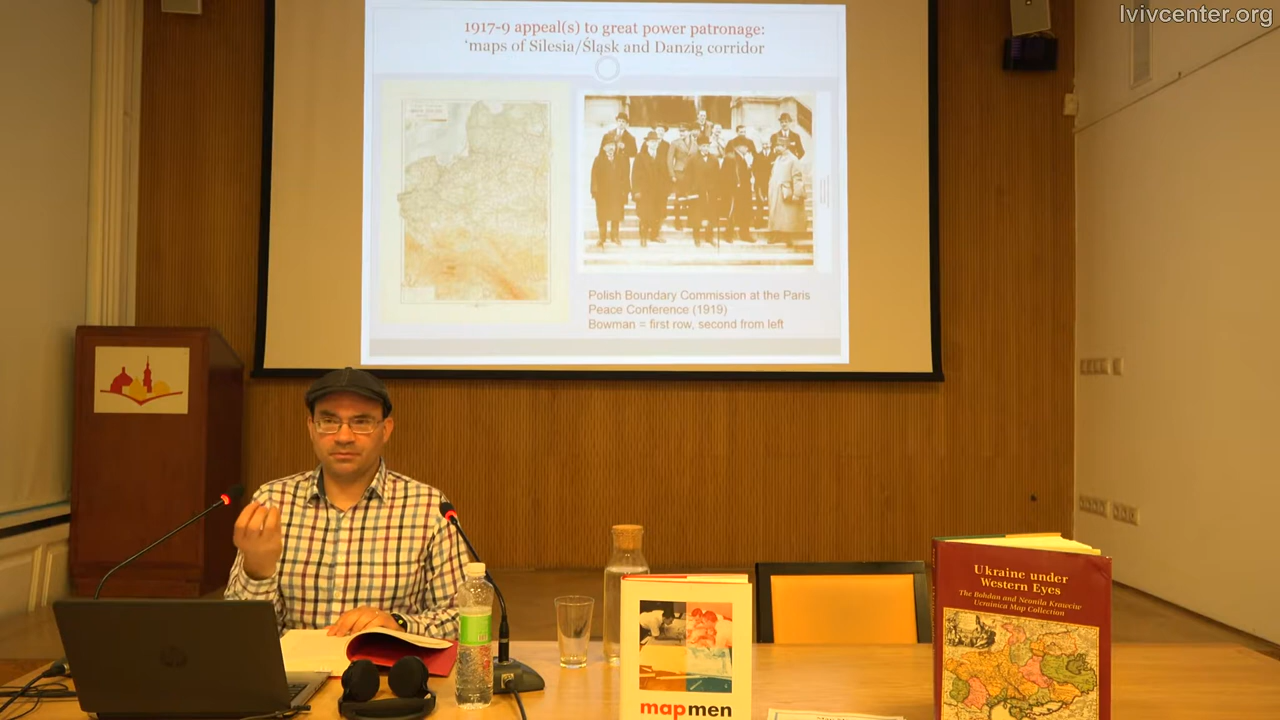 lvivcenter.org
1917-9 appeal(s) to great power patronage:
'maps of Silesia/Śląsk and Danzig corridor
Polish Boundary Commission at the Paris
Peace Conference (1919)
Bowman = first row, second from left
Ukraine under
Western Eyes
The Bohdan and Neonila Krawciw
Ucrainica Map Collection
mapmen